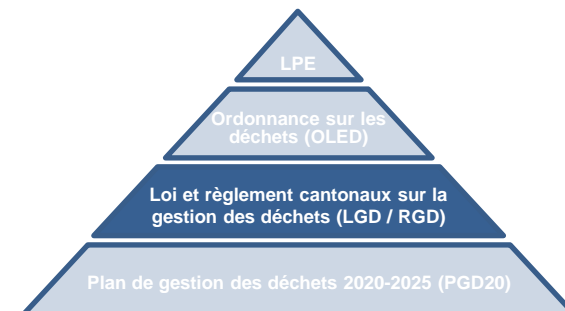 LPE
Ordonnance sur les
déchets (OLED)
Loi et règlement cantonaux sur la
gestion des déchets (LGD / RGD)
Plan de gestion des déchets 2020-2025 (PGD20)